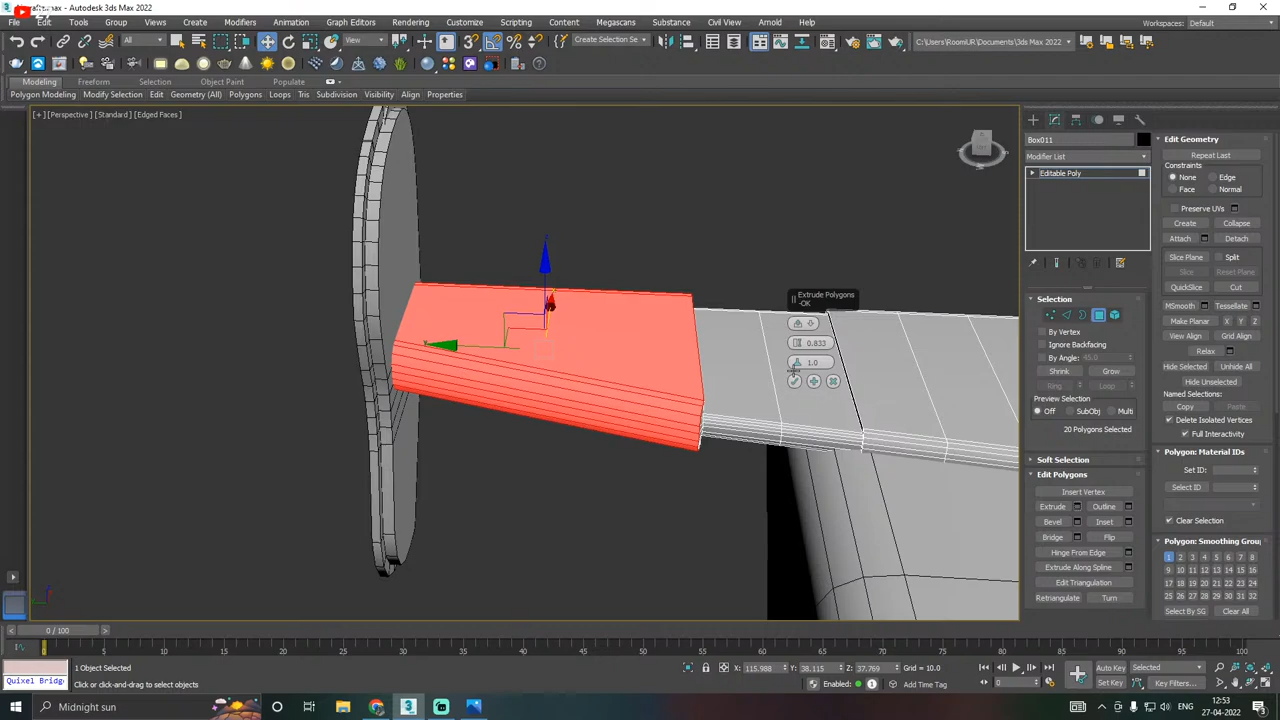 .max - Autodesk 3ds Max 2022
File Edit Tools Group Views Create Modifiers Animation Graph Editors Rendering Customize Scripting Content Megascans Substance Civil View Arnold Help
Workspaces: Default
All View Create Selection Se C:\Users\RoomUR\Documents\3ds Max 2022
Modeling Freeform Selection Object Paint Populate
Polygon Modeling Modify Selection Edit Geometry (All) Polygons Loops Tris Subdivision Visibility Align Properties
[+] [Perspective] [Standard] [Edged Faces]
Extrude Polygons
-OK
0.833
1.0
Box011
Modifier List
Editable Poly
Selection
By Vertex
Ignore Backfacing
By Angle: 45.0
Shrink Grow
Ring Loop
Preview Selection
Off SubObj Multi
20 Polygons Selected
Soft Selection
Edit Polygons
Insert Vertex
Extrude Outline
Bevel Inset
Bridge Flip
Hinge From Edge
Extrude Along Spline
Edit Triangulation
Retriangulate Turn
Edit Geometry
Repeat Last
Constraints
None Edge
Face Normal
Preserve UVs
Create Collapse
Attach Detach
Slice Plane Split
Slice Reset Plane
QuickSlice Cut
MSmooth Tessellate
Make Planar X Y Z
View Align Grid Align
Relax
Hide Selected Unhide All
Hide Unselected
Named Selections:
Copy Paste
Delete Isolated Vertices
Full Interactivity
Polygon: Material IDs
Set ID:
Select ID
Clear Selection
Polygon: Smoothing Grou
1 2 3 4 5 6 7 8
9 10 11 12 13 14 15 16
17 18 19 20 21 22 23 24
25 26 27 28 29 30 31 32
Select By SG Clear All
0 / 100
0 5 10 15 20 25 30 35 40 45 50 55 60 65 70 75 80 85 90 95 100
Quixel Bridge
1 Object Selected
Click or click-and-drag to select objects
X: 115.988 Y: 38.115 Z: 37.769 Grid = 10.0
Enabled: Add Time Tag
0
Auto Key Selected
Set Key Key Filters...
Midnight sun
ENG
12:53
27-04-2022